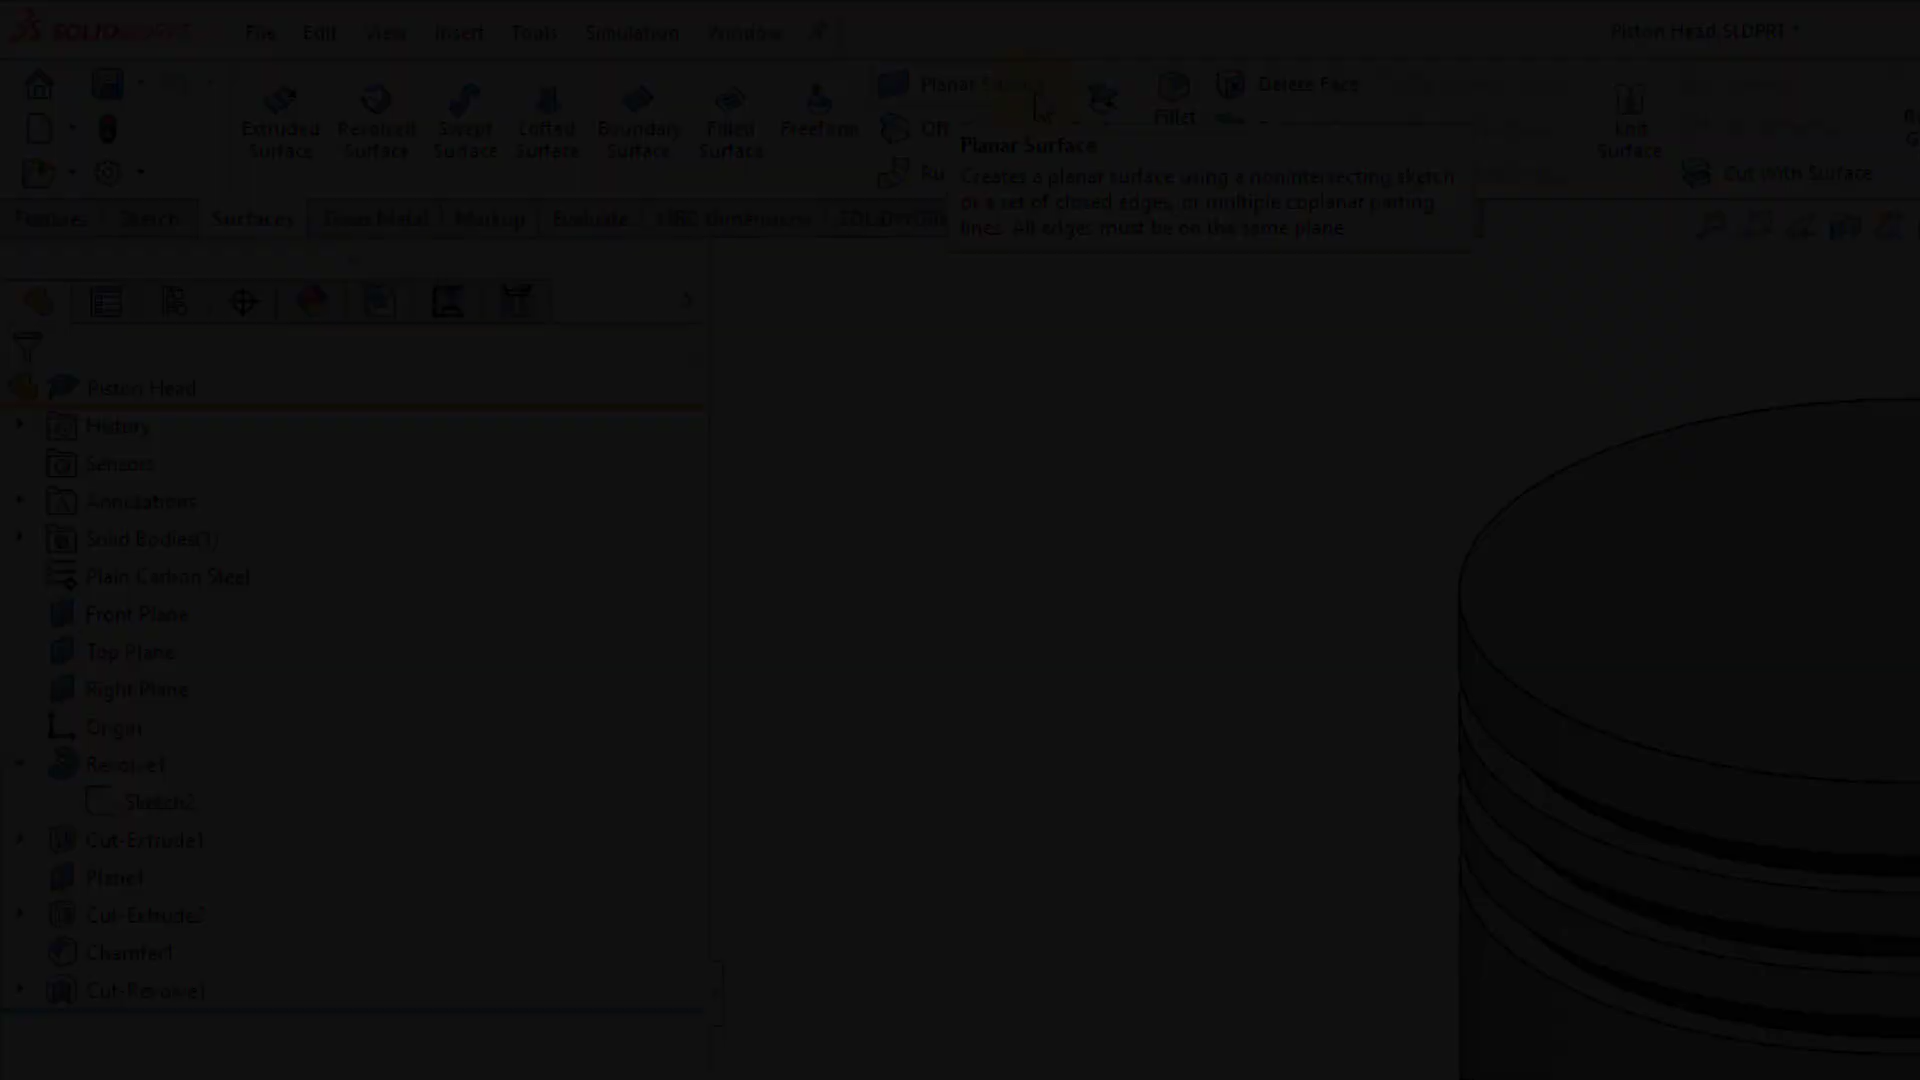 SOLIDWORKS File Edit View Insert Tools Simulation Window
Piston Head.SLDPRT *
Extruded Surface
Revolved Surface
Swept Surface
Lofted Surface
Boundary Surface
Filled Surface
Freeform
Planar
Of
Ru
Fillet
Delete Face
Surface
Cut With Surface
Planar Surface
Creates a planar surface using a nonintersecting sketch
or a set of closed edges, or multiple coplanar parting
lines. All edges must be on the same plane.
Features Sketch Surfaces Sheet Metal Markup Evaluate MBD Dimensions
Piston Head
History
Sensors
Annotations
Solid Bodies(1)
Plain Carbon Steel
Front Plane
Top Plane
Right Plane
Origin
Revolve1
Sketch2
Cut-Extrude1
Plane1
Cut-Extrude2
Chamfer1
Cut-Revolve1